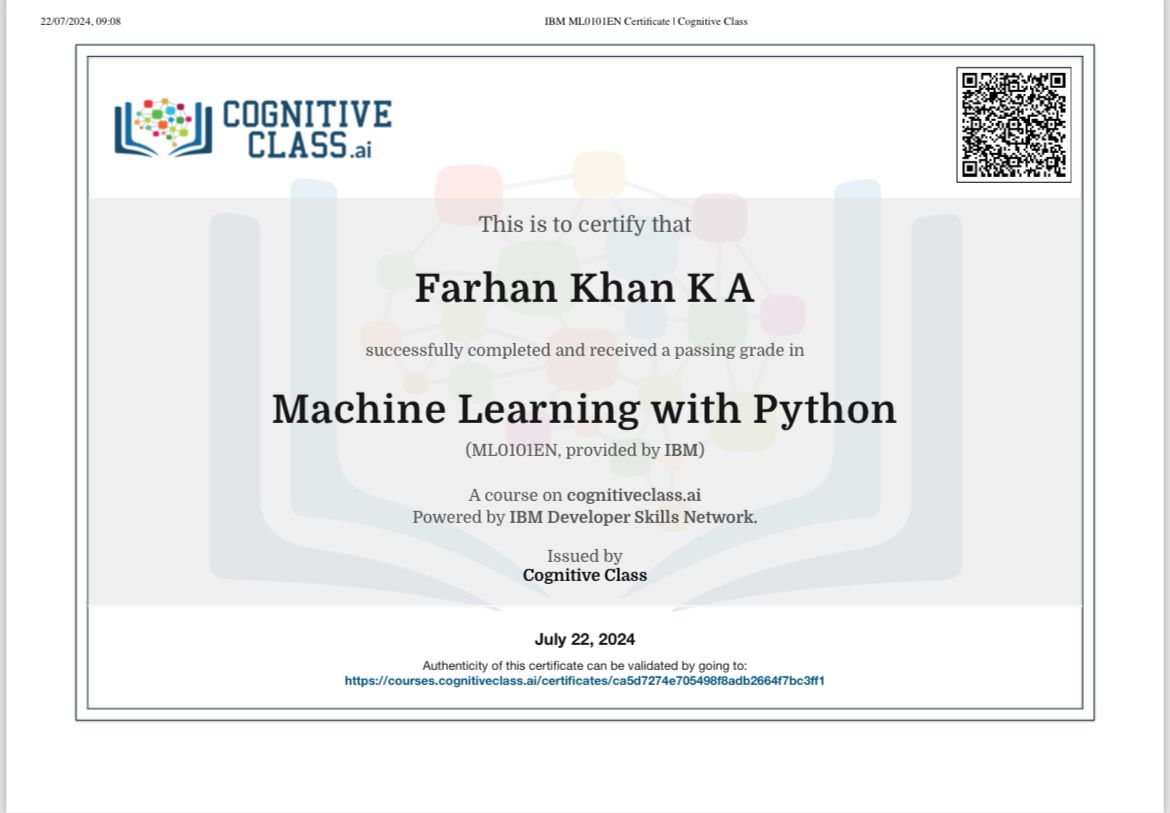 22/07/2024, 09:08
IBM ML0101EN Certificate | Cognitive Class
COGNITIVE
CLASS.ai
This is to certify that
Farhan Khan K A
successfully completed and received a passing grade in
Machine Learning with Python
(ML0101EN, provided by IBM)
A course on cognitiveclass.ai
Powered by IBM Developer Skills Network.
Issued by
Cognitive Class
July 22, 2024
Authenticity of this certificate can be validated by going to:
https://courses.cognitiveclass.ai/certificates/ca5d7274e705498f8adb2664f7bc3ff1